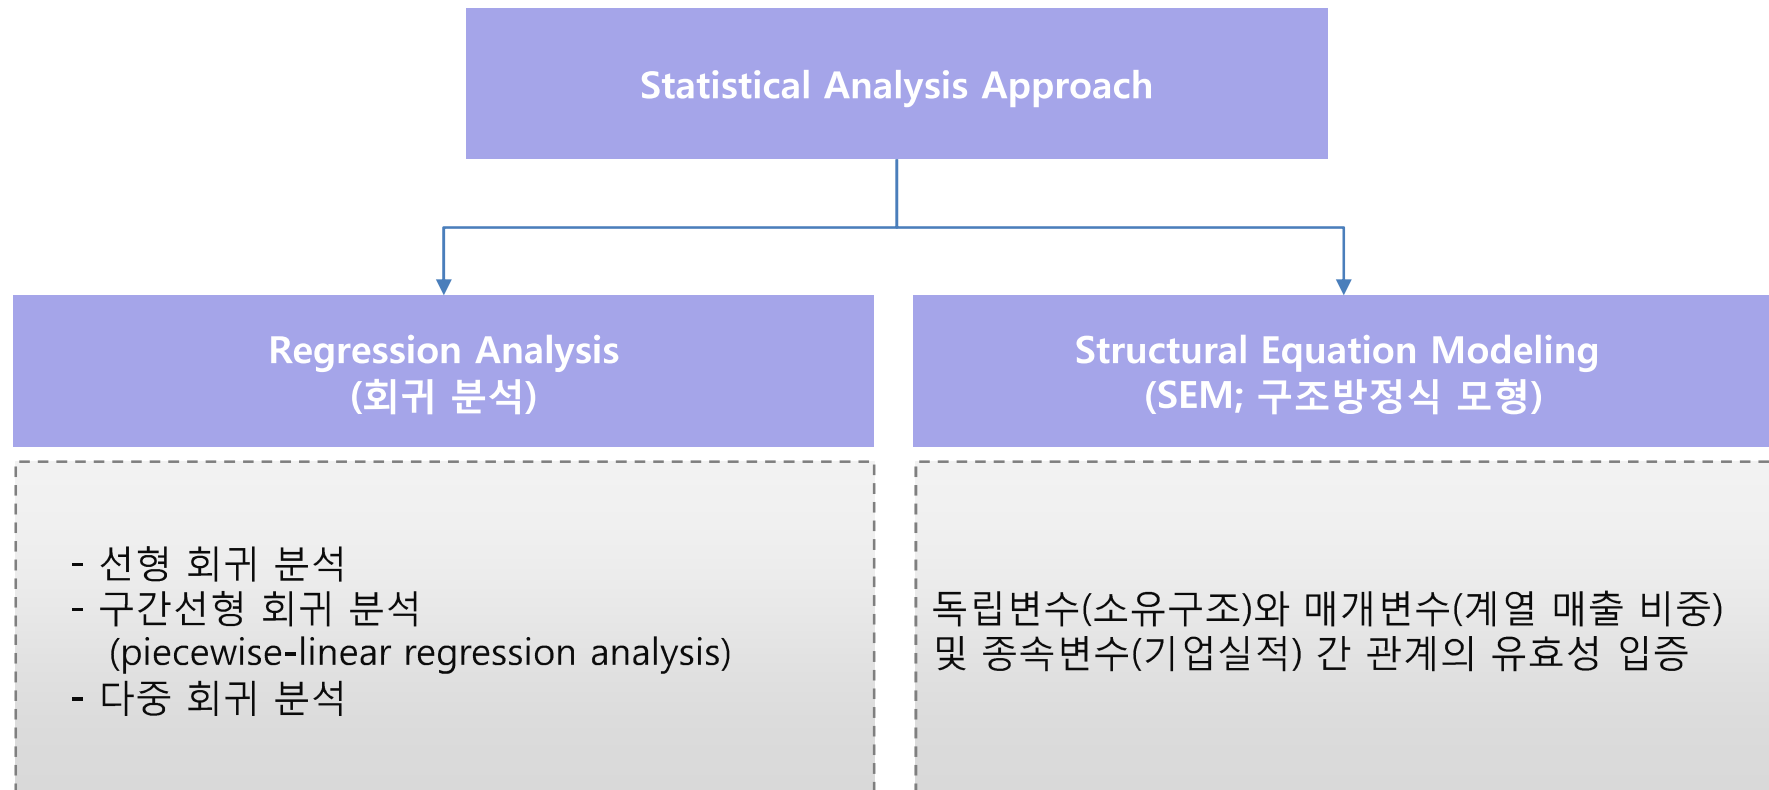 Statistical Analysis Approach
Regression Analysis
(회귀 분석)
Structural Equation Modeling
(SEM; 구조방정식 모형)
- 선형 회귀 분석
- 구간선형 회귀 분석
(piecewise-linear regression analysis)
- 다중 회귀 분석
독립변수(소유구조)와 매개변수(계열 매출 비중)
및 종속변수(기업실적) 간 관계의 유효성 입증